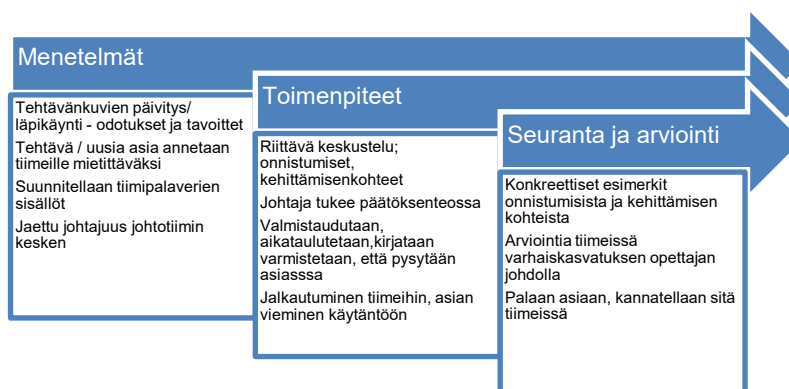 Menetelmät
Tehtävänkuvien päivitys/
läpikäynti - odotukset ja tavoittet
Tehtävä / uusia asia annetaan
tiimeille mietittäväksi
Suunnitellaan tiimipalaverien
sisällöt
Jaettu johtajuus johtotiimin
kesken
Toimenpiteet
Riittävä keskustelu;
onnistumiset,
kehittämisenkohteet
Johtaja tukee päätöksenteossa
Valmistaudutaan,
aikataulutetaan,kirjataan
varmistetaan, että pysytään
asiasssa
Jalkautuminen tiimeihin, asian
vieminen käytäntöön
Seuranta ja arviointi
Konkreettiset esimerkit
onnistumisista ja kehittämisen
kohteista
Arviointia tiimeissä
varhaiskasvatuksen opettajan
johdolla
Palaan asiaan, kannatellaan sitä
tiimeissä